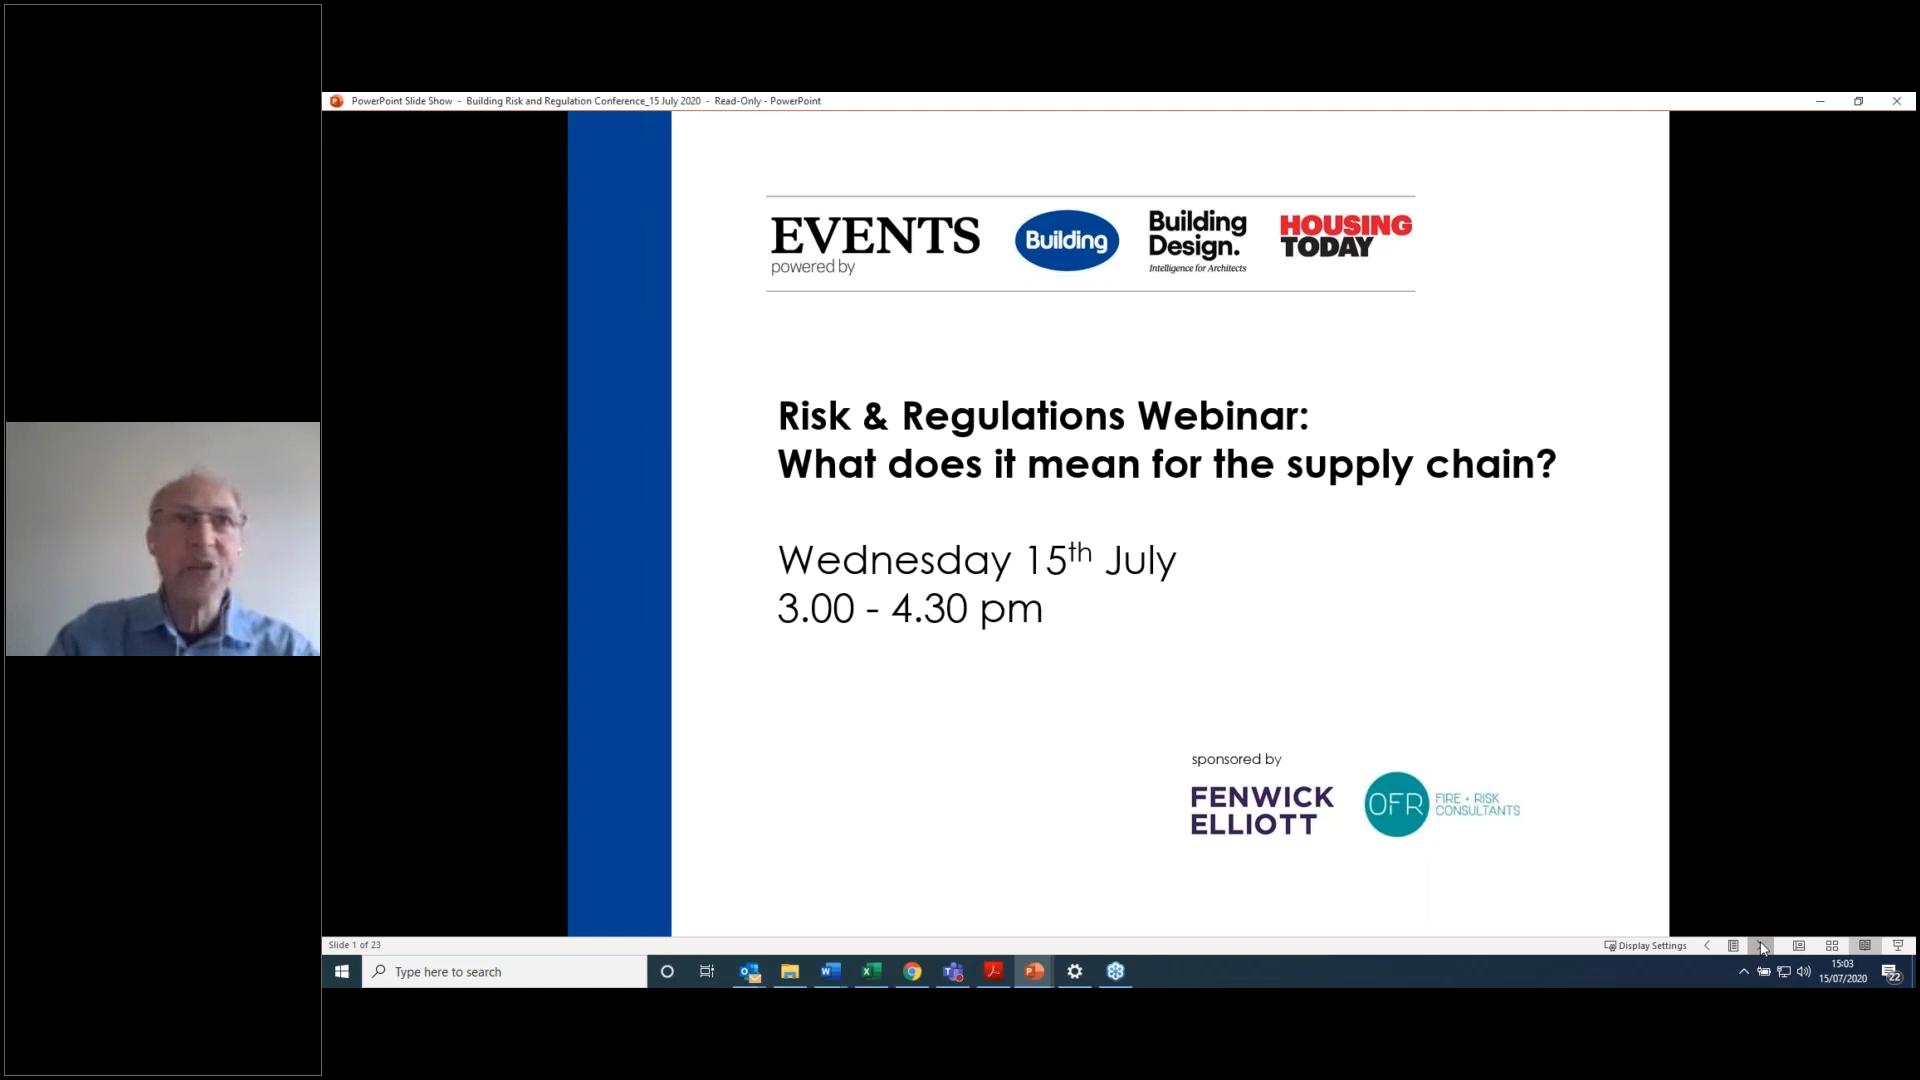 PowerPoint Slide Show - Building Risk and Regulation Conference_15 July 2020 - Read-Only - PowerPoint
EVENTS
powered by
Building
Building
Design.
Intelligence for Architects
HOUSING
TODAY
Risk & Regulations Webinar:
What does it mean for the supply chain?
Wednesday 15th July
3.00 - 4.30 pm
sponsored by
FENWICK
ELLIOTT
OFR
FIRE + RISK
CONSULTANTS
Slide 1 of 23
Display Settings
Type here to search
15:03
15/07/2020
22